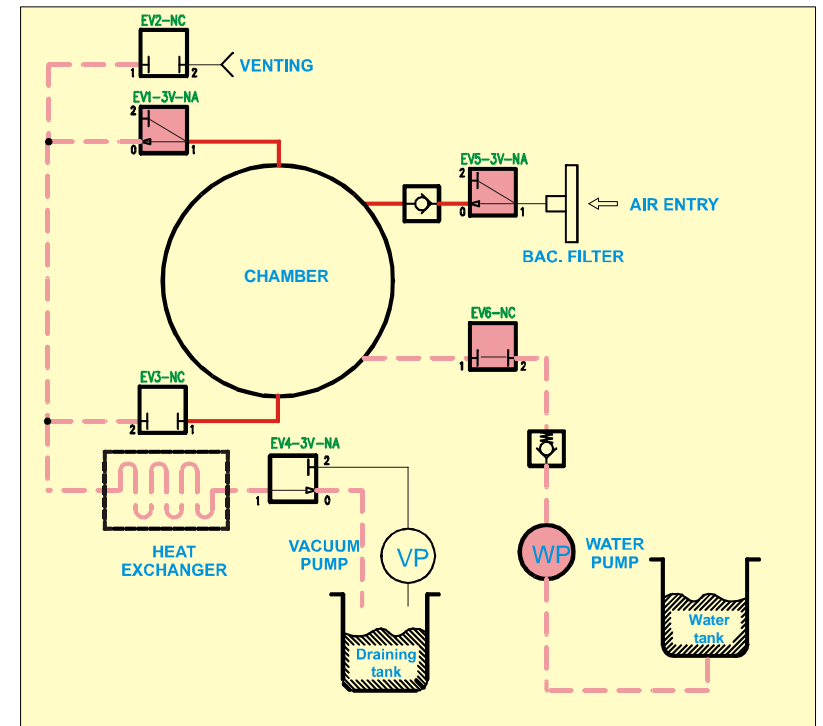 EV2-NC
1 2
VENTING
EV1-3V-NA
2
0 1
EV5-3V-NA
2
0 1
AIR ENTRY
BAC. FILTER
CHAMBER
EV6-NC
1 2
EV3-NC
2 1
EV4-3V-NA
2
1 0
HEAT
EXCHANGER
VACUUM
PUMP
VP
WP
WATER
PUMP
Draining
tank
Water
tank